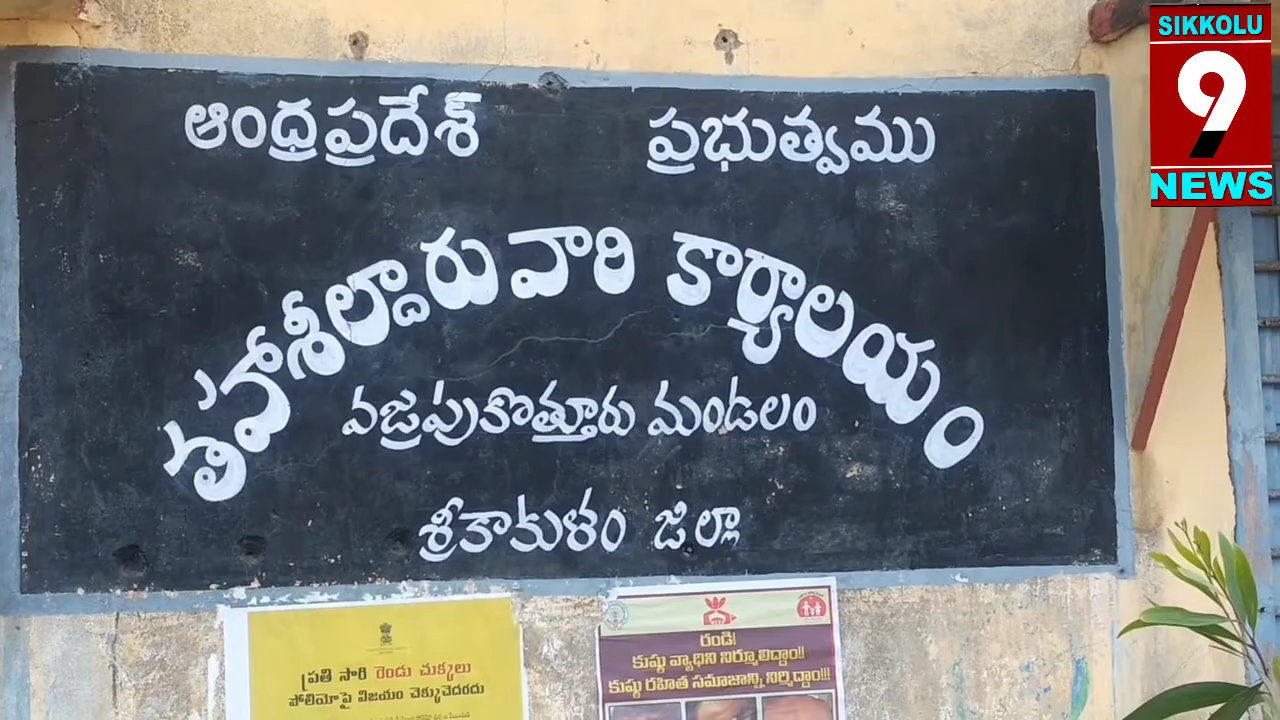 SIKKOLU
9
NEWS
ఆంధ్రప్రదేశ్ ప్రభుత్వము
తహశీల్దారు వారి కార్యాలయం
వజ్రపుకొత్తూరు మండలం
శ్రీకాకుళం జిల్లా
ప్రతి సారి రెండు చుక్కలు
పోలియోపై విజయం చెక్కుచెదరదు
రండి!
కుష్ఠు వ్యాధిని నిర్మూలిద్దాం!!
కుష్ఠు రహిత సమాజాన్ని నిర్మిద్దాం!!!